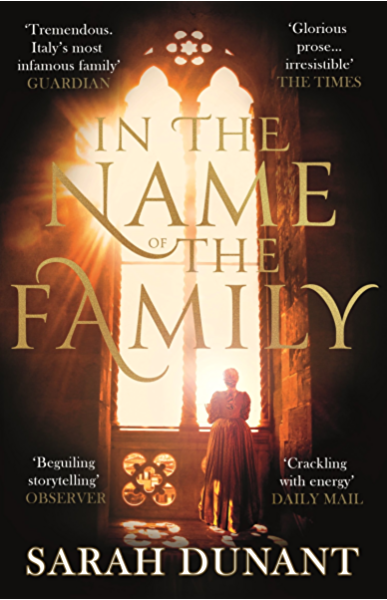 ‘Tremendous.
Italy’s most
infamous family’
GUARDIAN
‘Glorious
prose...
irresistible’
THE TIMES
IN THE
NAME
OF THE
FAMILY
‘Beguiling
storytelling’
OBSERVER
‘Crackling
with energy’
DAILY MAIL
SARAH DUNANT